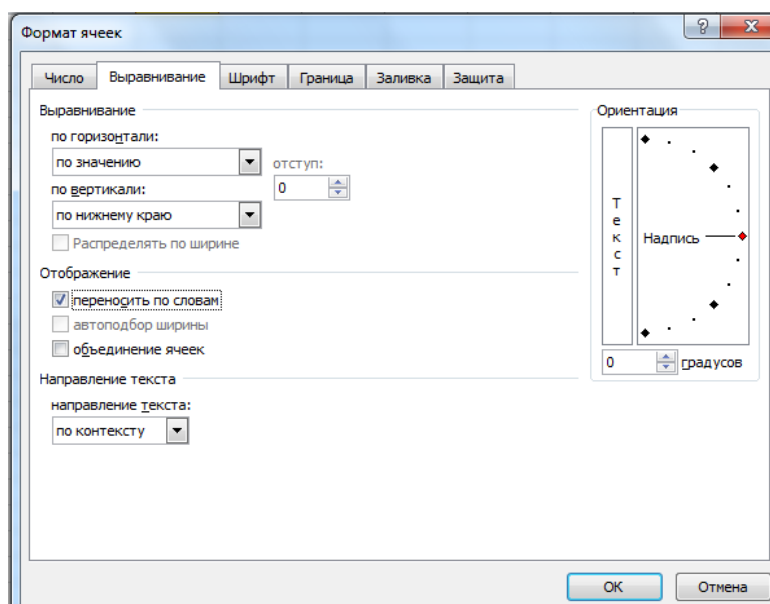 Формат ячеек
Число Выравнивание Шрифт Граница Заливка Защита
Выравнивание
по горизонтали:
по значению
отступ:
0
по вертикали:
по нижнему краю
Распределять по ширине
Отображение
переносить по словам
автоподбор ширины
объединение ячеек
Направление текста
направление текста:
по контексту
Ориентация
Текст
Надпись
0 градусов
ОК Отмена